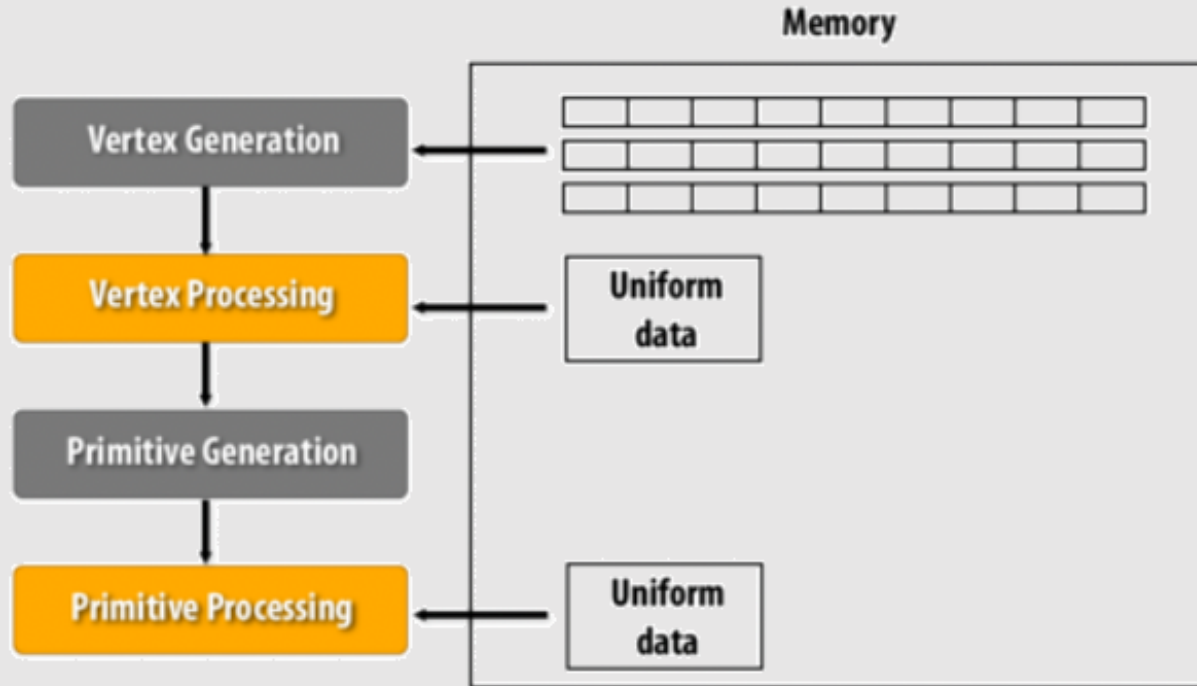 Memory
Vertex Generation
Vertex Processing
Uniform
data
Primitive Generation
Primitive Processing
Uniform
data